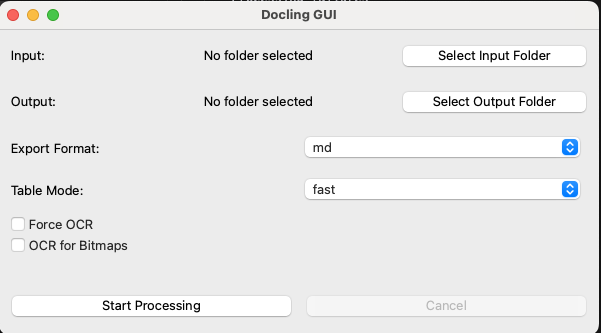 Docling GUI
Input: No folder selected Select Input Folder
Output: No folder selected Select Output Folder
Export Format: md
Table Mode: fast
Force OCR
OCR for Bitmaps
Start Processing Cancel